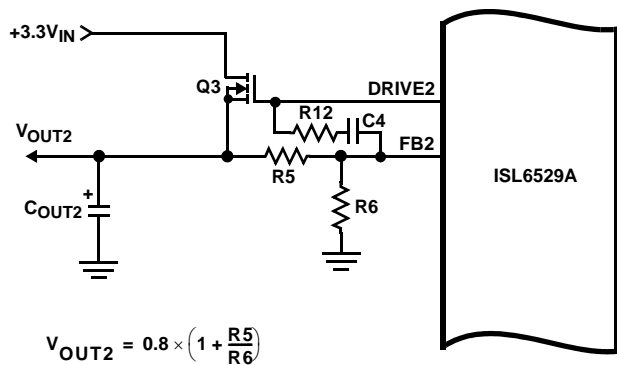 +3.3VIN
Q3
DRIVE2
R12
C4
VOUT2
FB2
R5
ISL6529A
+
COUT2
R6
VOUT2 = 0.8 × (1 + R5/R6)